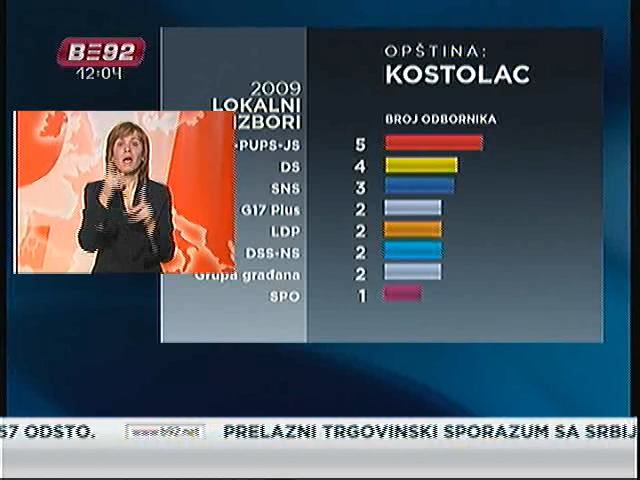 B92
12:04
OPŠTINA:
KOSTOLAC
2009
LOKALNI
IZBORI
BROJ ODBORNIKA
•PUPS•JS 5
DS 4
SNS 3
G17 Plus 2
LDP 2
DSS•NS 2
Grupa građana 2
SPO 1
57 ODSTO. www.b92.net PRELAZNI TRGOVINSKI SPORAZUM SA SRBIJ